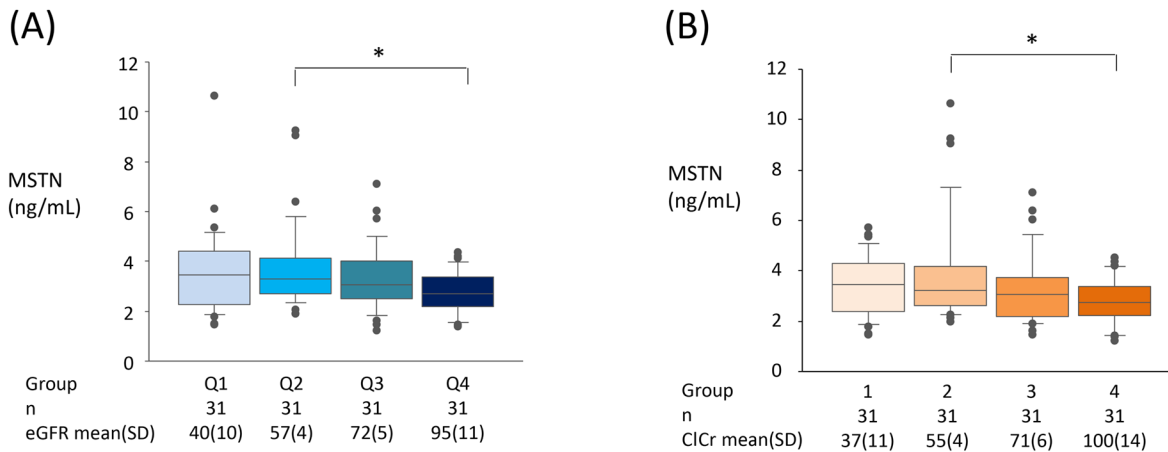 (A)
*
12
10
8
6
4
2
0
MSTN
(ng/mL)
Group Q1 Q2 Q3 Q4
n 31 31 31 31
eGFR mean(SD) 40(10) 57(4) 72(5) 95(11)
(B)
*
12
10
8
6
4
2
0
MSTN
(ng/mL)
Group 1 2 3 4
n 31 31 31 31
ClCr mean(SD) 37(11) 55(4) 71(6) 100(14)